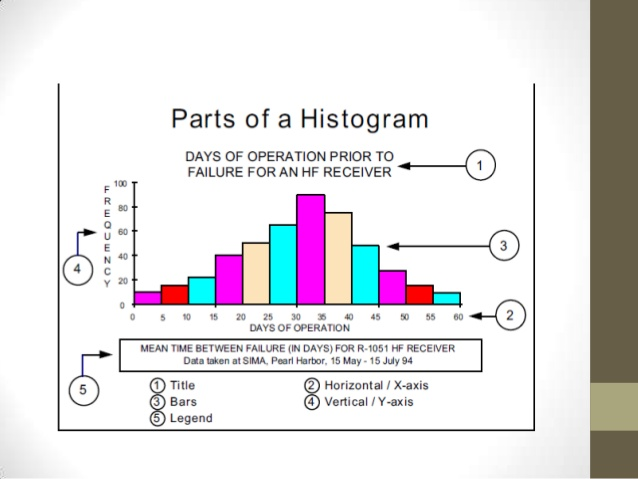 Parts of a Histogram
DAYS OF OPERATION PRIOR TO
FAILURE FOR AN HF RECEIVER
1
FREQUENCY
100
80
60
40
20
0
4
3
0 5 10 15 20 25 30 35 40 45 50 55 60
2
DAYS OF OPERATION
MEAN TIME BETWEEN FAILURE (IN DAYS) FOR R-1051 HF RECEIVER
Data taken at SIMA, Pearl Harbor, 15 May - 15 July 94
5
1 Title 2 Horizontal / X-axis
3 Bars 4 Vertical / Y-axis
5 Legend